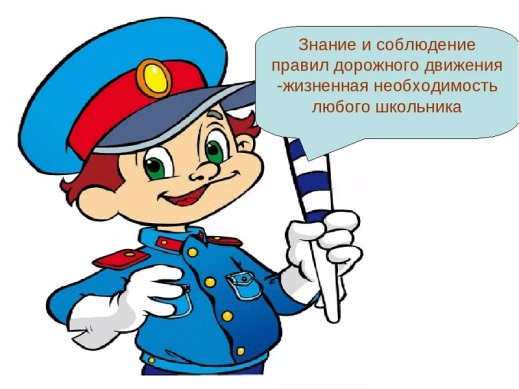 Знание и соблюдение
правил дорожного движения
-жизненная необходимость
любого школьника